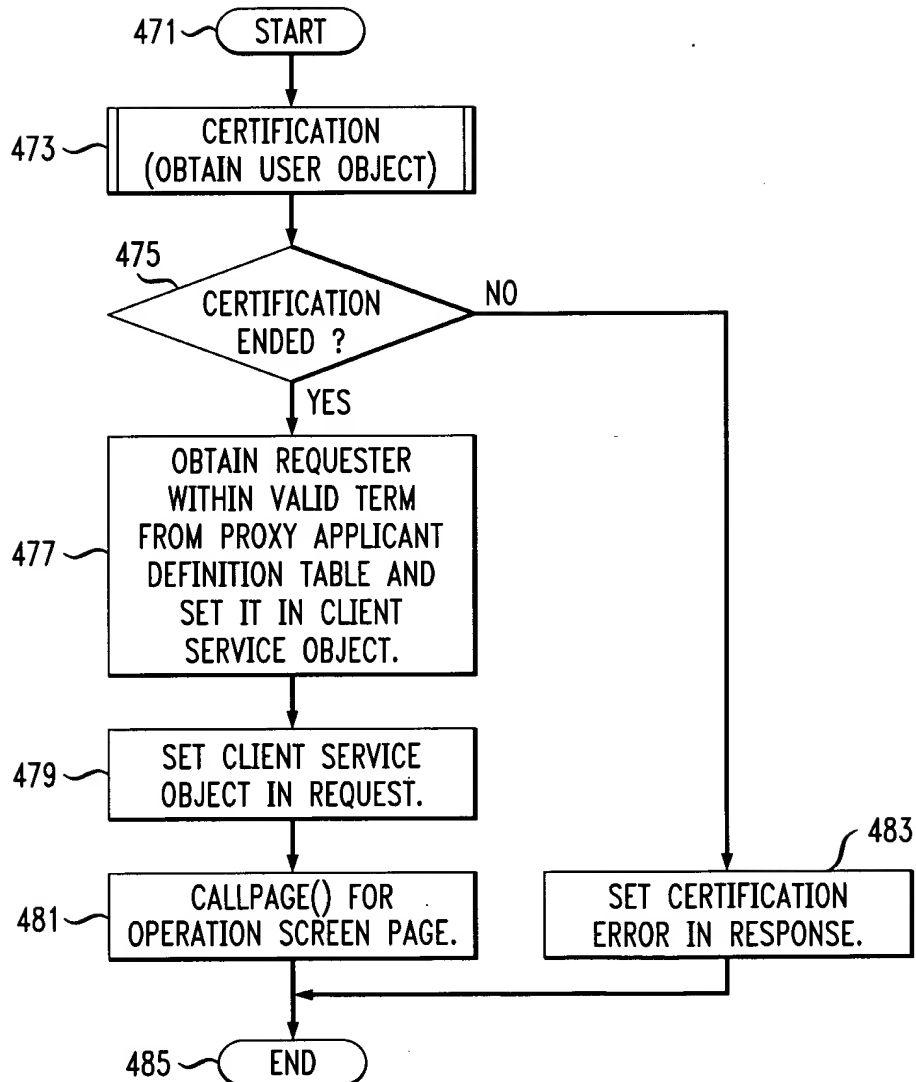 471
START
473
CERTIFICATION
(OBTAIN USER OBJECT)
475
CERTIFICATION
ENDED ?
NO
YES
477
OBTAIN REQUESTER
WITHIN VALID TERM
FROM PROXY APPLICANT
DEFINITION TABLE AND
SET IT IN CLIENT
SERVICE OBJECT.
479
SET CLIENT SERVICE
OBJECT IN REQUEST.
481
CALLPAGE() FOR
OPERATION SCREEN PAGE.
483
SET CERTIFICATION
ERROR IN RESPONSE.
485
END